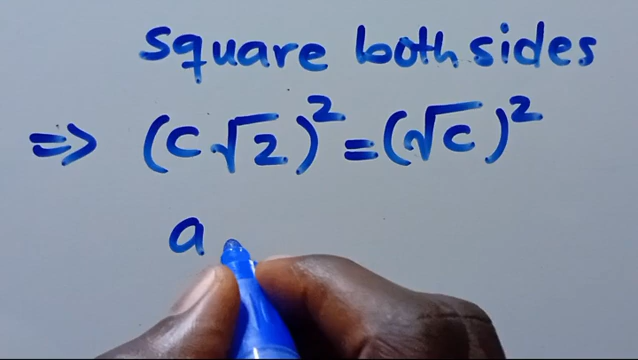 square both sides
=> (c√2)² = (√c)²
a